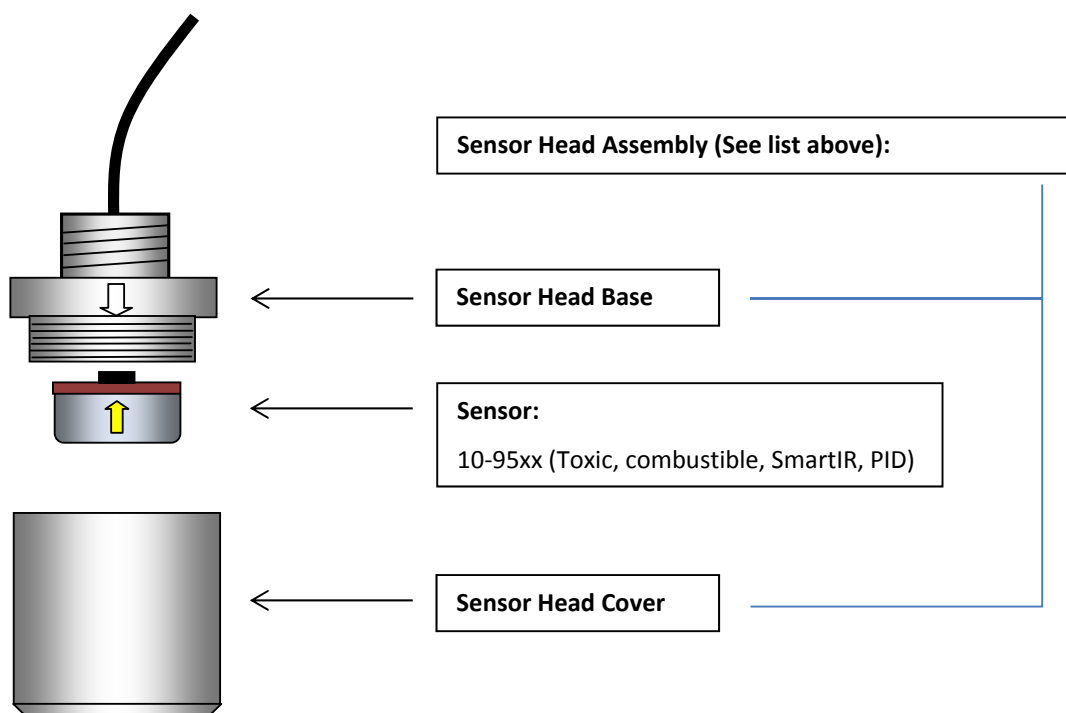 Sensor Head Assembly (See list above):
Sensor Head Base
Sensor:
10-95xx (Toxic, combustible, SmartIR, PID)
Sensor Head Cover